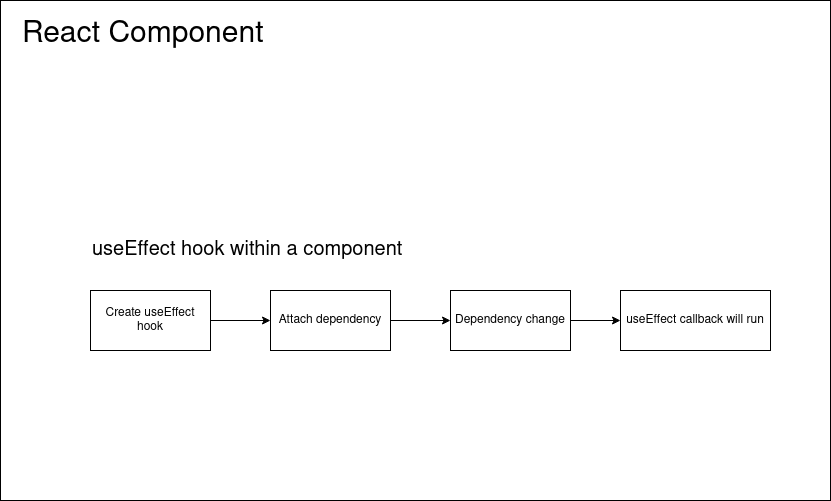 React Component
useEffect hook within a component
Create useEffect
hook
Attach dependency
Dependency change
useEffect callback will run